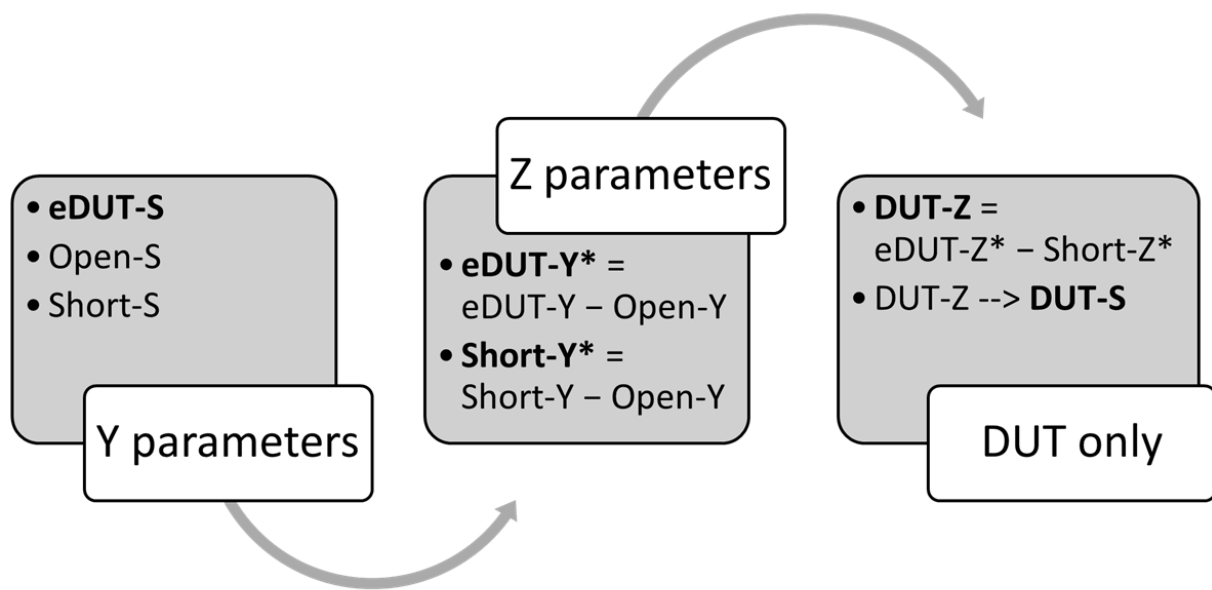 • eDUT-S
• Open-S
• Short-S
Y parameters
Z parameters
• eDUT-Y* =
eDUT-Y – Open-Y
• Short-Y* =
Short-Y – Open-Y
• DUT-Z =
eDUT-Z* – Short-Z*
• DUT-Z --> DUT-S
DUT only